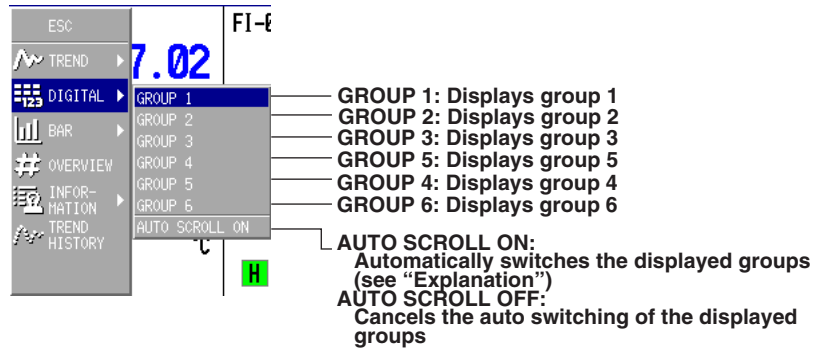 ESC
FI-0
TREND
7.02
DIGITAL
123
GROUP 1
GROUP 2
GROUP 3
GROUP 4
GROUP 5
GROUP 6
AUTO SCROLL ON
BAR
OVERVIEW
INFOR-
MATION
TREND
HISTORY
°C
H
GROUP 1: Displays group 1
GROUP 2: Displays group 2
GROUP 3: Displays group 3
GROUP 5: Displays group 5
GROUP 4: Displays group 4
GROUP 6: Displays group 6
AUTO SCROLL ON:
Automatically switches the displayed groups
(see “Explanation”)
AUTO SCROLL OFF:
Cancels the auto switching of the displayed
groups